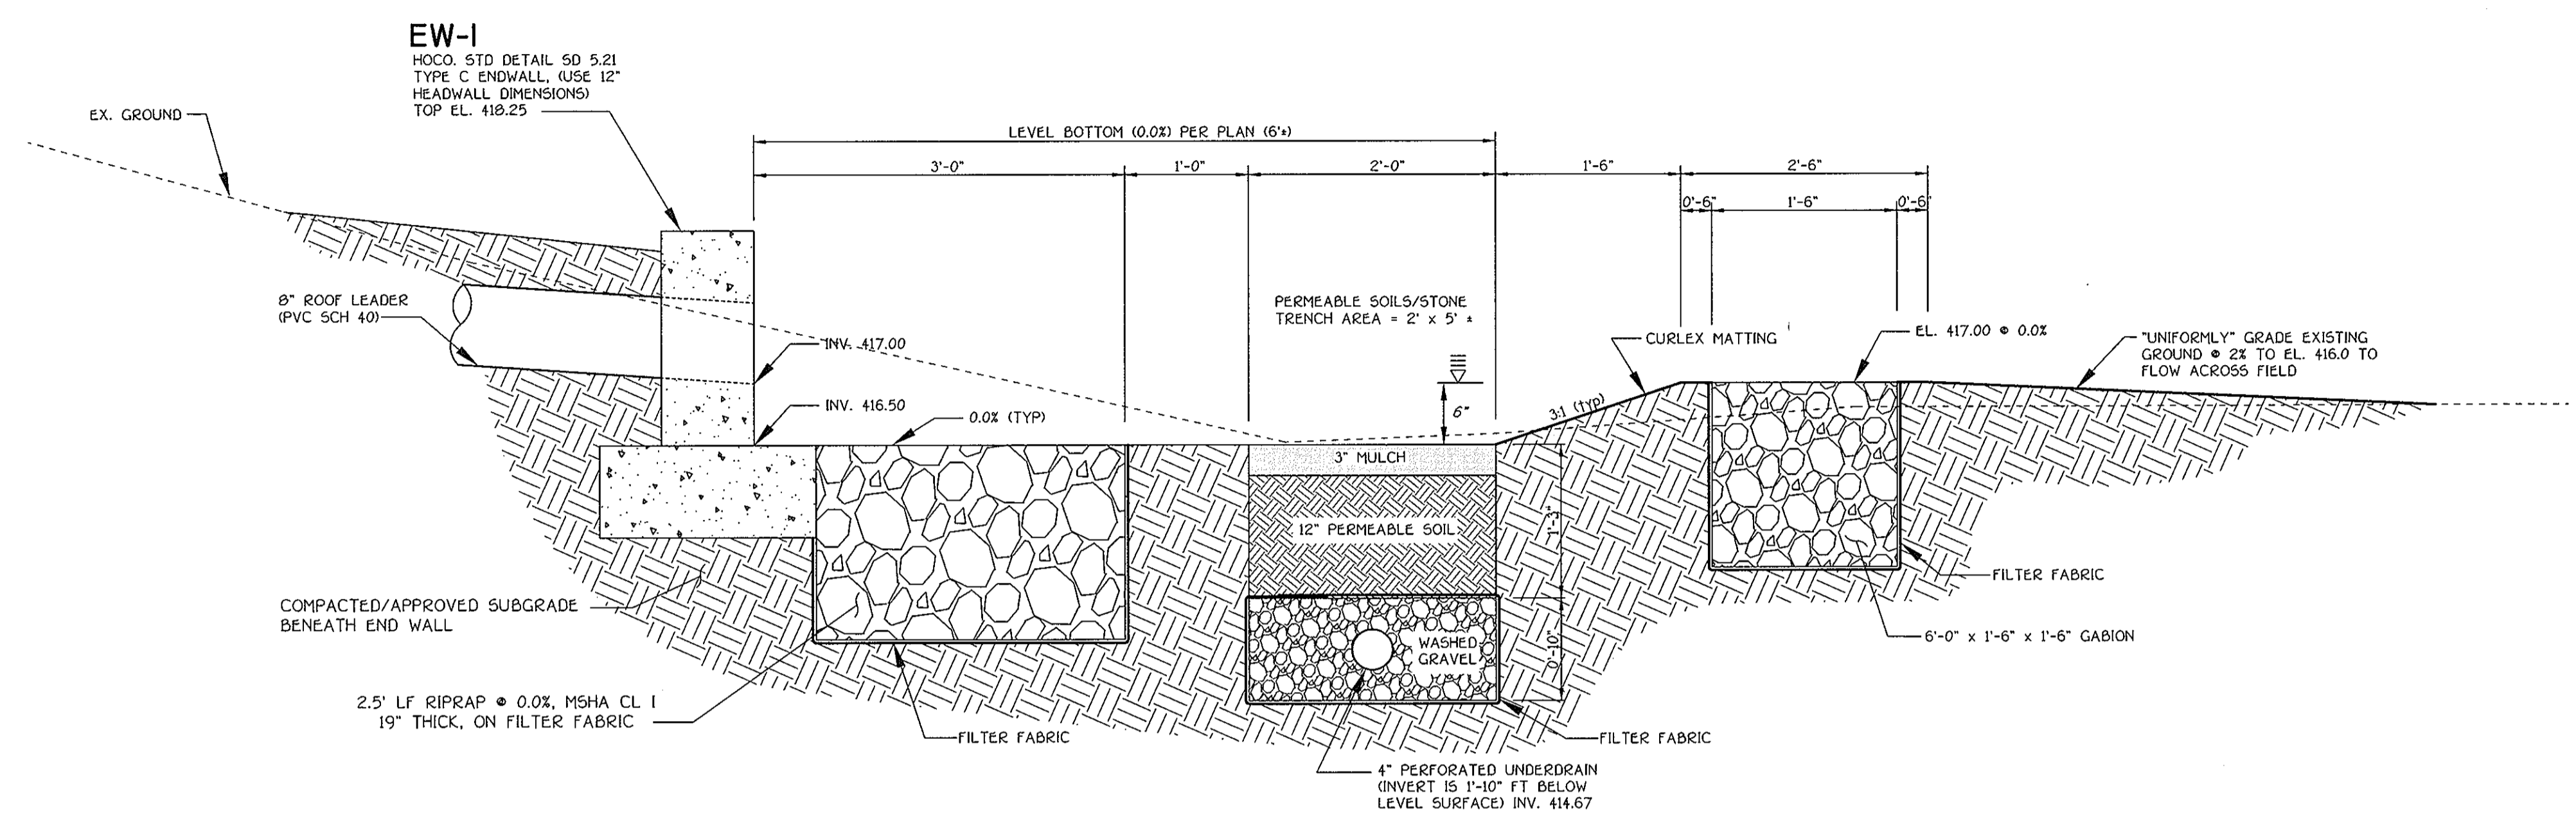 EW-1
HOCO. STD DETAIL SD 5.21
TYPE C ENDWALL, (USE 12"
HEADWALL DIMENSIONS)
TOP EL. 418.25
EX. GROUND
LEVEL BOTTOM (0.0%) PER PLAN (6'±)
3'-0"
1'-0"
2'-0"
1'-6"
2'-6"
0'-6"
1'-6"
0'-6"
8" ROOF LEADER
(PVC SCH 40)
PERMEABLE SOILS/STONE
TRENCH AREA = 2' x 5' ±
INV. 417.00
CURLEX MATTING
EL. 417.00 @ 0.0%
"UNIFORMLY" GRADE EXISTING
GROUND @ 2% TO EL. 416.0 TO
FLOW ACROSS FIELD
INV. 416.50
0.0% (TYP)
6"
3:1 (TYP)
3" MULCH
12" PERMEABLE SOIL
1'-3"
WASHED
GRAVEL
0'-10"
FILTER FABRIC
6'-0" x 1'-6" x 1'-6" GABION
COMPACTED/APPROVED SUBGRADE
BENEATH END WALL
2.5' LF RIPRAP @ 0.0%, MSHA CL I
19" THICK, ON FILTER FABRIC
FILTER FABRIC
FILTER FABRIC
4" PERFORATED UNDERDRAIN
(INVERT IS 1'-10" FT BELOW
LEVEL SURFACE) INV. 414.67